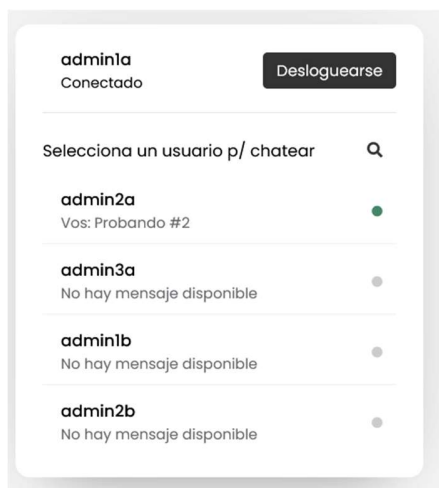 admin1a
Conectado
Desloguearse
Selecciona un usuario p/ chatear
admin2a
Vos: Probando #2
admin3a
No hay mensaje disponible
admin1b
No hay mensaje disponible
admin2b
No hay mensaje disponible